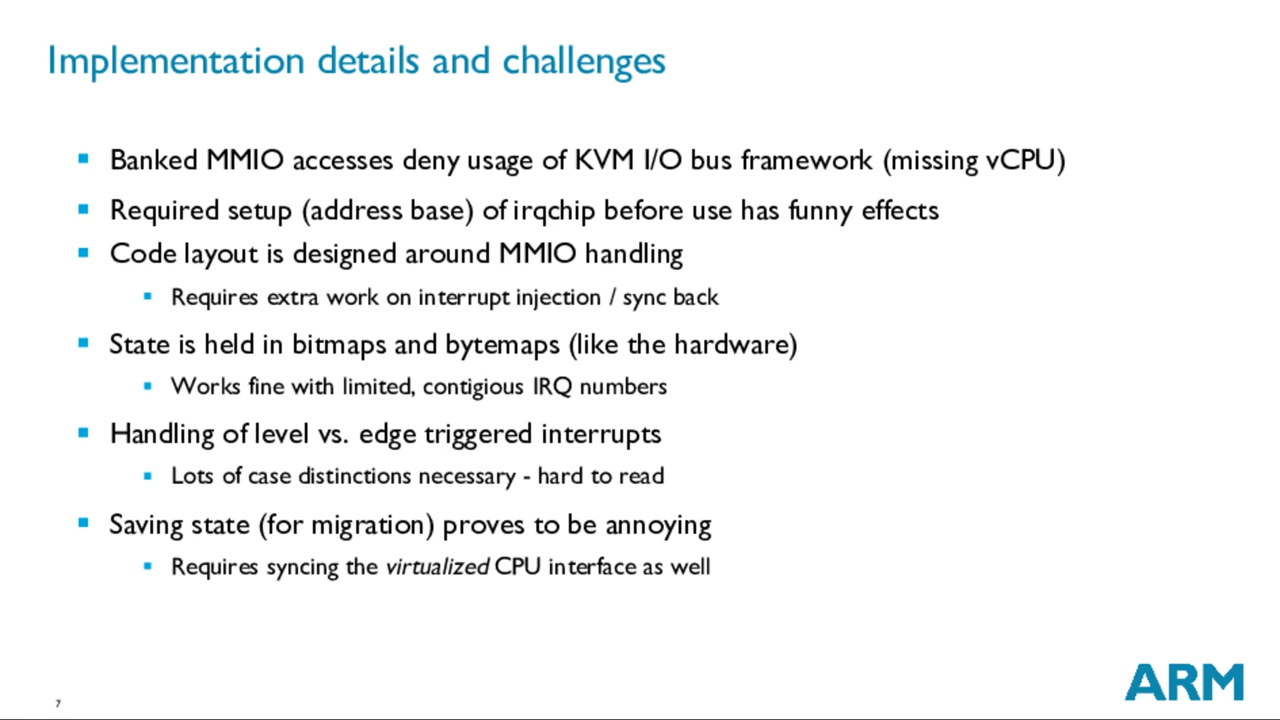 Implementation details and challenges
▪ Banked MMIO accesses deny usage of KVM I/O bus framework (missing vCPU)
▪ Required setup (address base) of irqchip before use has funny effects
▪ Code layout is designed around MMIO handling
▪ Requires extra work on interrupt injection / sync back
▪ State is held in bitmaps and bytemaps (like the hardware)
▪ Works fine with limited, contigious IRQ numbers
▪ Handling of level vs. edge triggered interrupts
▪ Lots of case distinctions necessary - hard to read
▪ Saving state (for migration) proves to be annoying
▪ Requires syncing the virtualized CPU interface as well
7
ARM